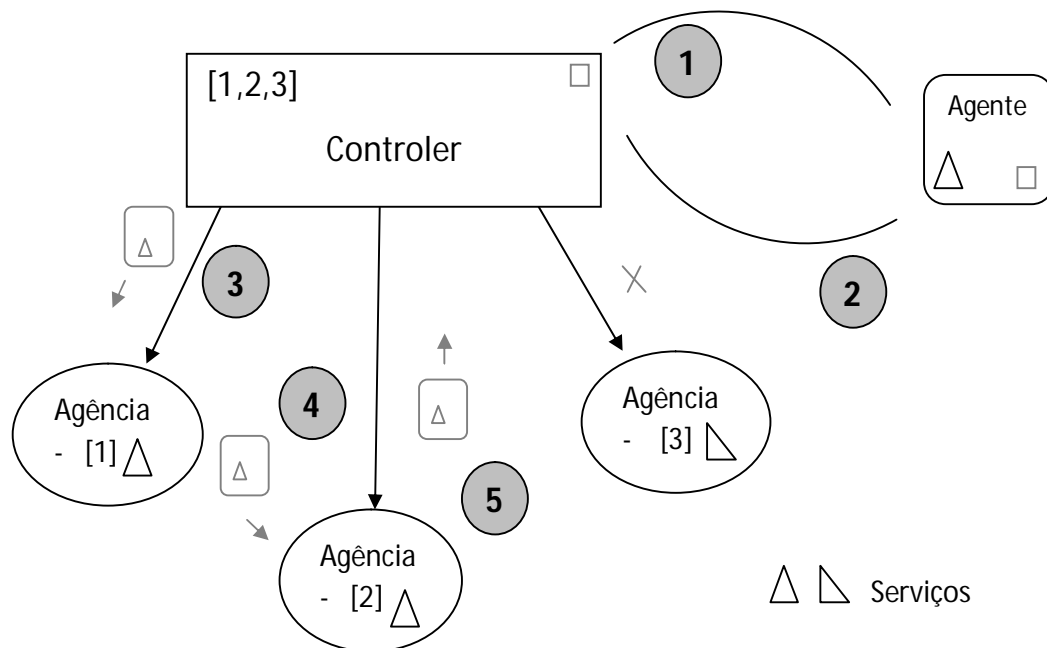 1
[1,2,3]
Controler
Agente
3
2
4
Agência
- [1]
Agência
- [3]
5
Agência
- [2]
Serviços